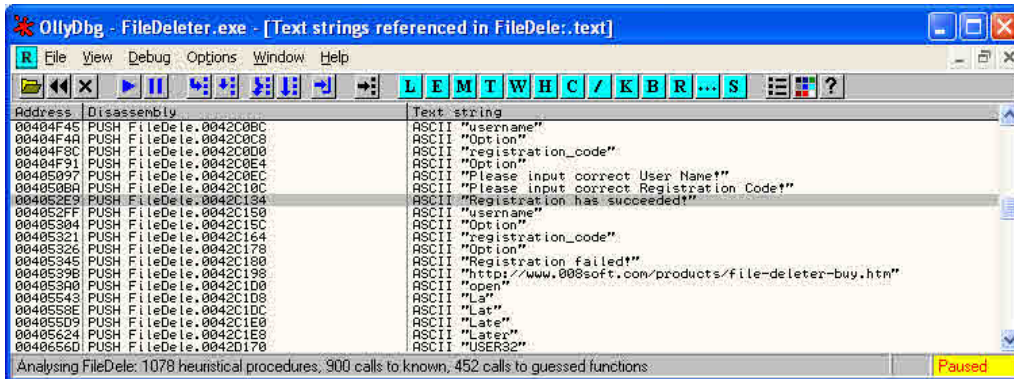 OllyDbg - FileDeleter.exe - [Text strings referenced in FileDele:.text]
R File View Debug Options Window Help
L E M T W H C / K B R ... S ?
Address Disassembly Text string
00404F45 PUSH FileDele.0042C0BC ASCII "username"
00404F4A PUSH FileDele.0042C0C8 ASCII "Option"
00404F8C PUSH FileDele.0042C0D0 ASCII "registration_code"
00404F91 PUSH FileDele.0042C0E4 ASCII "Option"
00405097 PUSH FileDele.0042C0EC ASCII "Please input correct User Name!"
004050BA PUSH FileDele.0042C10C ASCII "Please input correct Registration Code!"
004052E9 PUSH FileDele.0042C134 ASCII "Registration has succeeded!"
004052FF PUSH FileDele.0042C150 ASCII "username"
00405304 PUSH FileDele.0042C15C ASCII "Option"
00405321 PUSH FileDele.0042C164 ASCII "registration_code"
00405326 PUSH FileDele.0042C178 ASCII "Option"
00405345 PUSH FileDele.0042C180 ASCII "Registration failed!"
0040539B PUSH FileDele.0042C198 ASCII "http://www.008soft.com/products/file-deleter-buy.htm"
004053A0 PUSH FileDele.0042C1D0 ASCII "open"
00405543 PUSH FileDele.0042C1D8 ASCII "La"
0040558E PUSH FileDele.0042C1DC ASCII "Lat"
004055D9 PUSH FileDele.0042C1E0 ASCII "Late"
00405624 PUSH FileDele.0042C1E8 ASCII "Later"
0040656D PUSH FileDele.0042D170 ASCII "USER32"
Analysing FileDele: 1078 heuristical procedures, 900 calls to known, 452 calls to guessed functions Paused